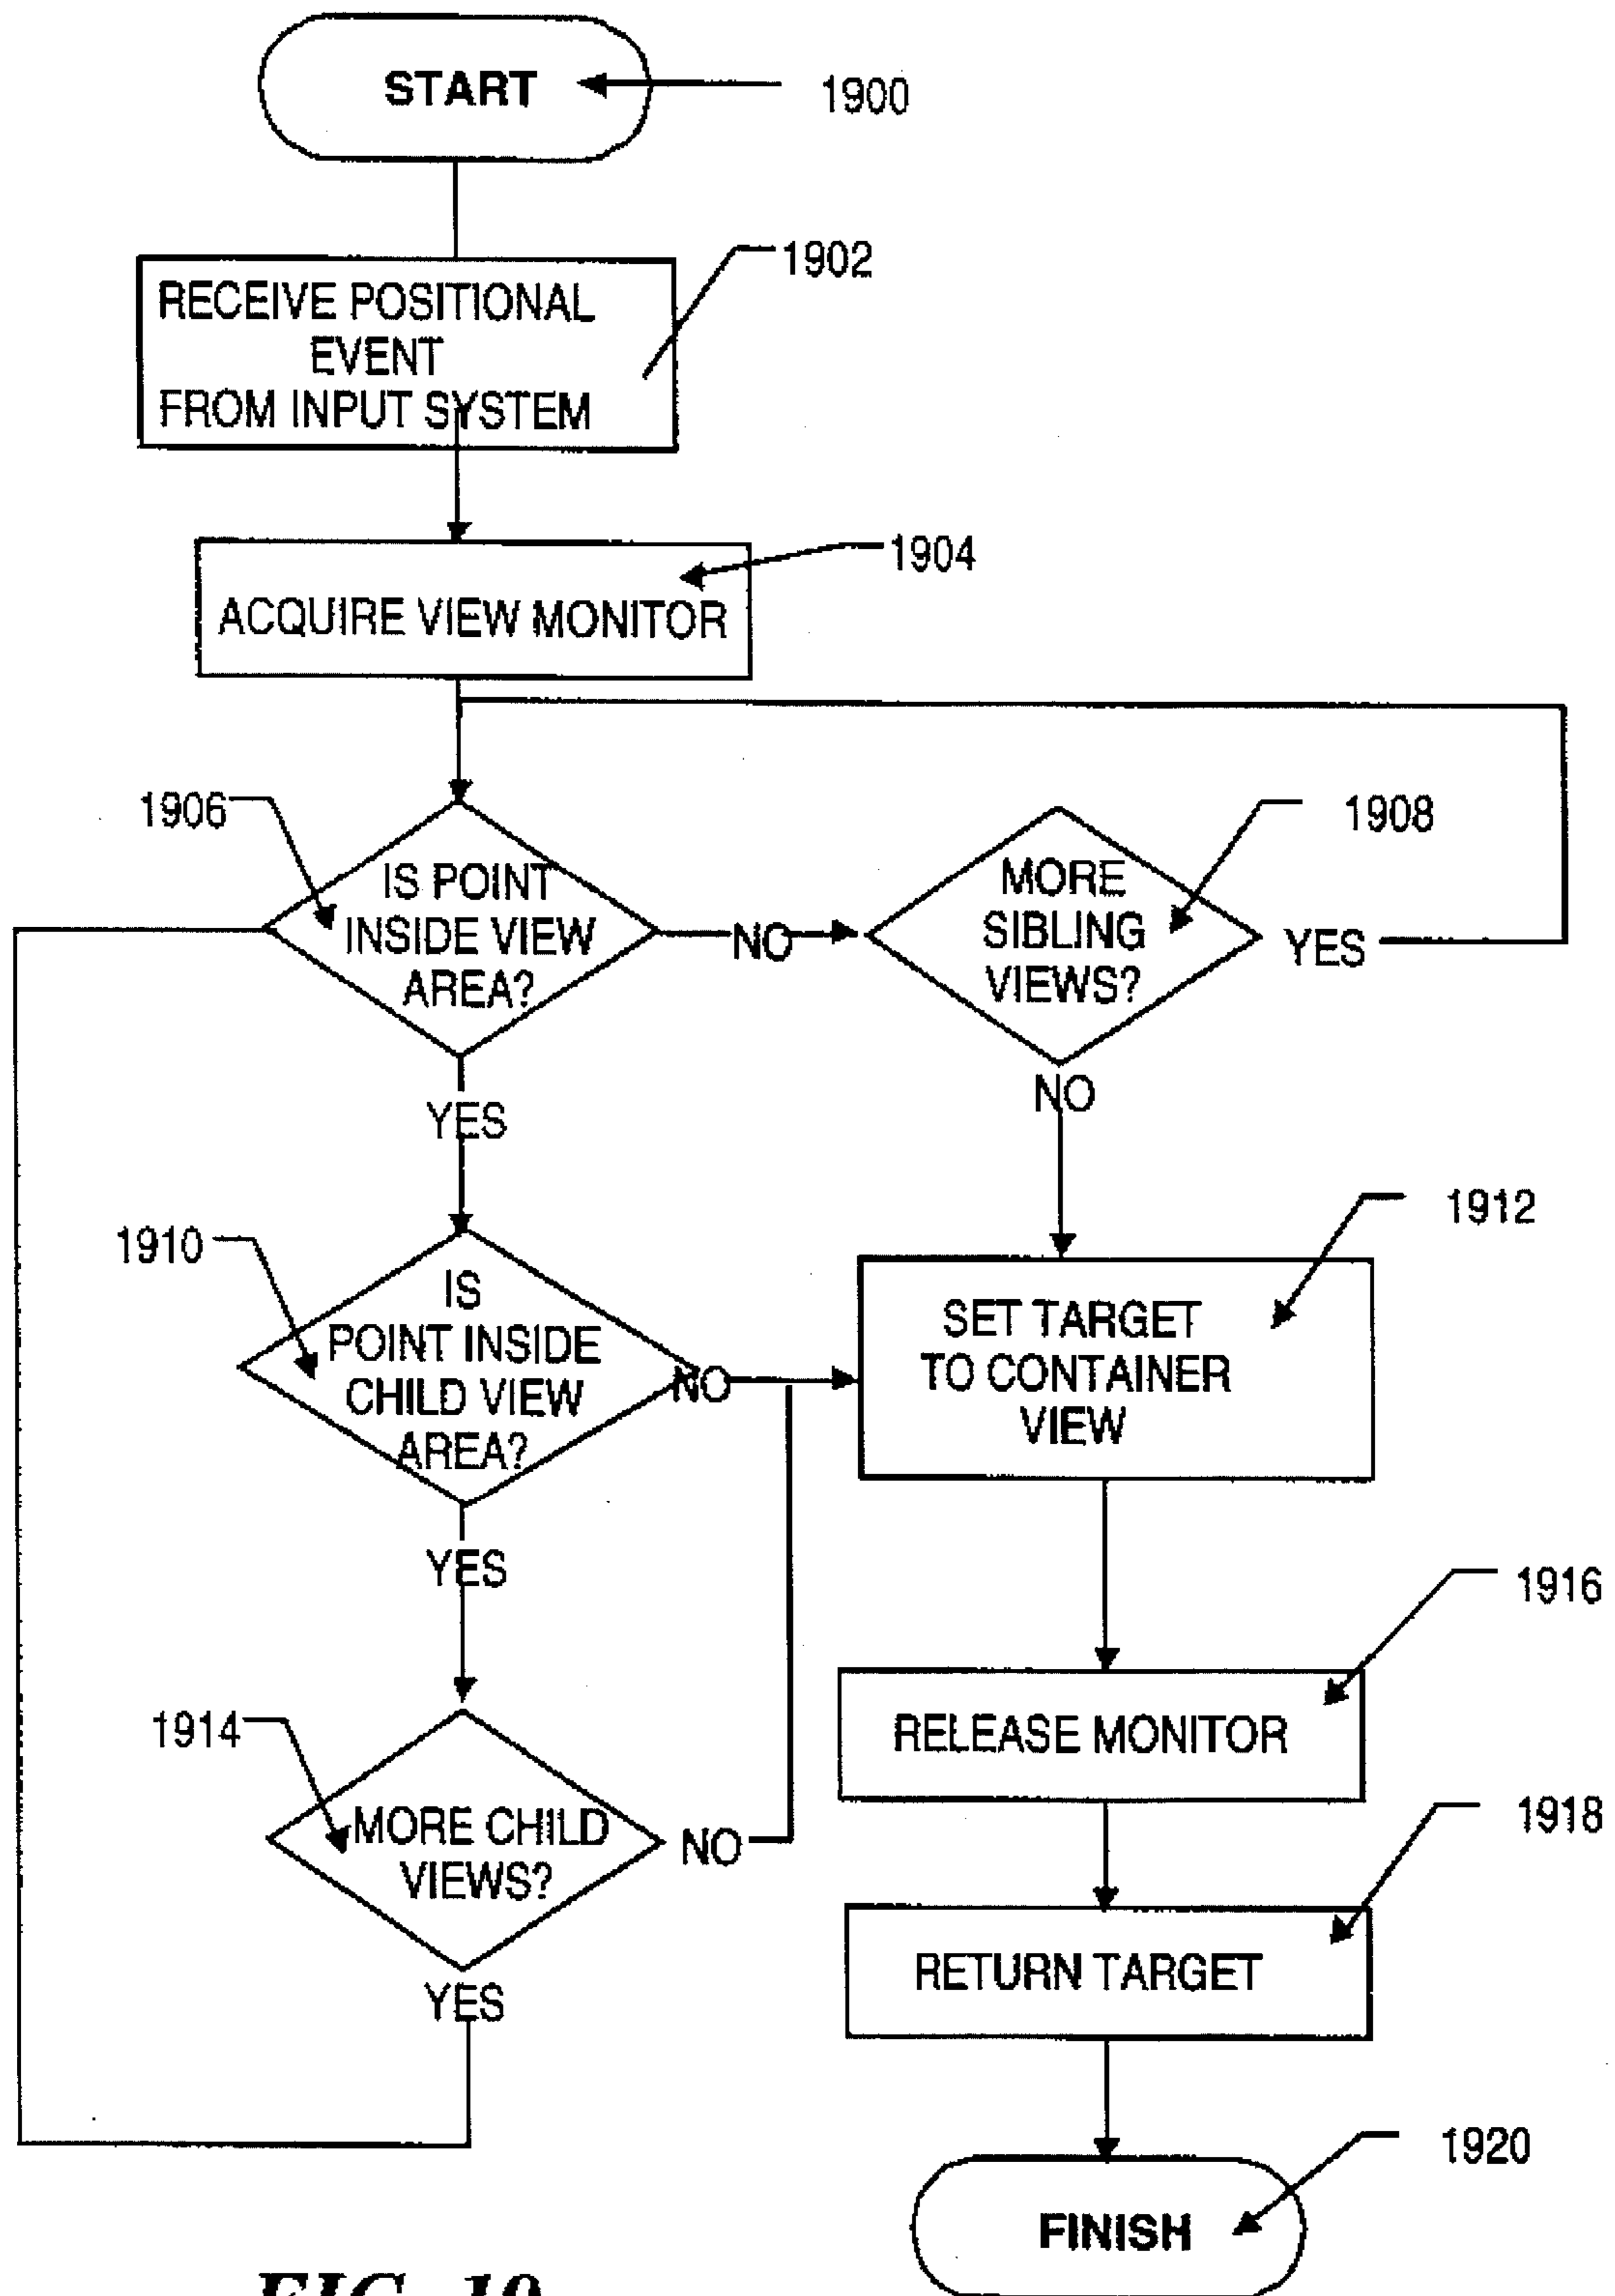 START
1900
1902
RECEIVE POSITIONAL
EVENT
FROM INPUT SYSTEM
1904
ACQUIRE VIEW MONITOR
1906
IS POINT
INSIDE VIEW
AREA?
NO
1908
MORE
SIBLING
VIEWS?
YES
YES
NO
1910
IS
POINT INSIDE
CHILD VIEW
AREA?
NO
1912
SET TARGET
TO CONTAINER
VIEW
YES
1916
RELEASE MONITOR
1914
MORE CHILD
VIEWS?
NO
1918
RETURN TARGET
YES
1920
FINISH
FIG. 19